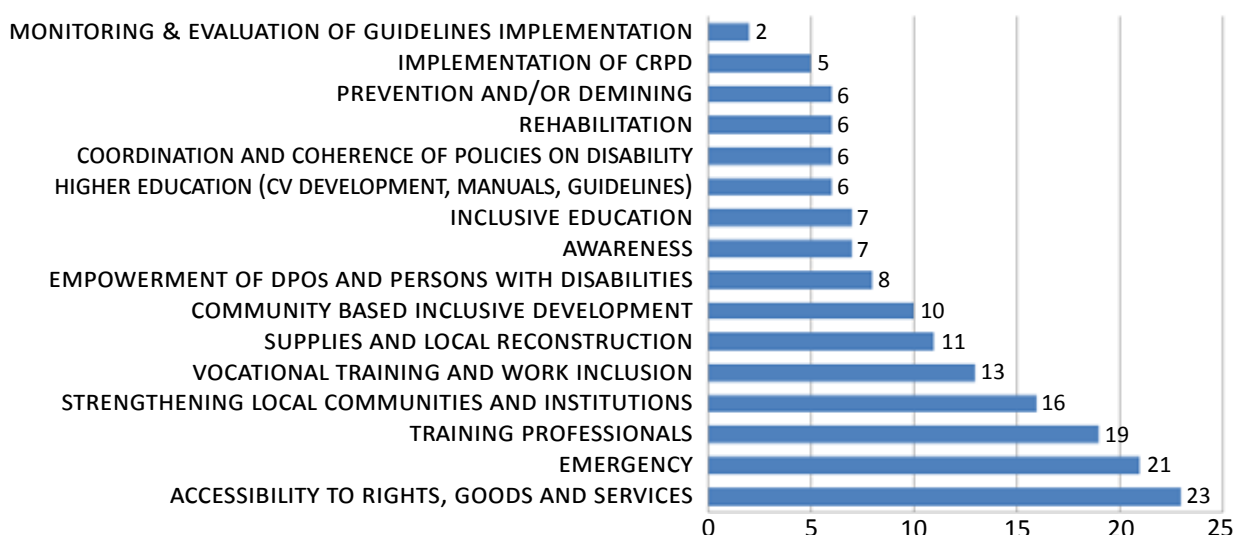 MONITORING & EVALUATION OF GUIDELINES IMPLEMENTATION 2
IMPLEMENTATION OF CRPD 5
PREVENTION AND/OR DEMINING 6
REHABILITATION 6
COORDINATION AND COHERENCE OF POLICIES ON DISABILITY 6
HIGHER EDUCATION (CV DEVELOPMENT, MANUALS, GUIDELINES) 6
INCLUSIVE EDUCATION 7
AWARENESS 7
EMPOWERMENT OF DPOs AND PERSONS WITH DISABILITIES 8
COMMUNITY BASED INCLUSIVE DEVELOPMENT 10
SUPPLIES AND LOCAL RECONSTRUCTION 11
VOCATIONAL TRAINING AND WORK INCLUSION 13
STRENGTHENING LOCAL COMMUNITIES AND INSTITUTIONS 16
TRAINING PROFESSIONALS 19
EMERGENCY 21
ACCESSIBILITY TO RIGHTS, GOODS AND SERVICES 23
0 5 10 15 20 25